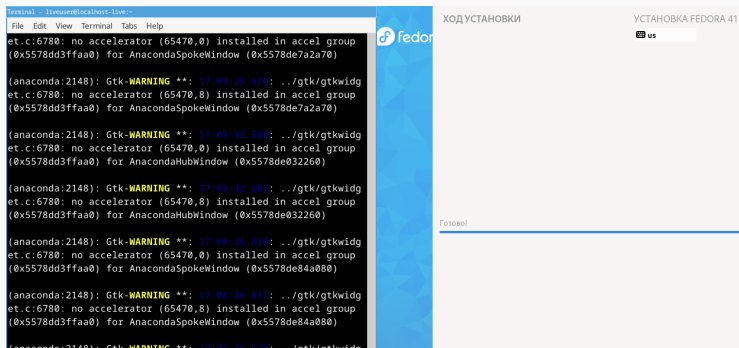 Terminal - liveuser@localhost-live:~
File Edit View Terminal Tabs Help
et.c:6780: no accelerator (65470,0) installed in accel group
(0x5578dd3ffaa0) for AnacondaSpokeWindow (0x5578de7a2a70)
(anaconda:2148): Gtk-WARNING **: : ../gtk/gtkwidg
et.c:6780: no accelerator (65470,8) installed in accel group
(0x5578dd3ffaa0) for AnacondaSpokeWindow (0x5578de7a2a70)
(anaconda:2148): Gtk-WARNING **: : ../gtk/gtkwidg
et.c:6780: no accelerator (65470,0) installed in accel group
(0x5578dd3ffaa0) for AnacondaHubWindow (0x5578de032260)
(anaconda:2148): Gtk-WARNING **: : ../gtk/gtkwidg
et.c:6780: no accelerator (65470,8) installed in accel group
(0x5578dd3ffaa0) for AnacondaHubWindow (0x5578de032260)
(anaconda:2148): Gtk-WARNING **: : ../gtk/gtkwidg
et.c:6780: no accelerator (65470,0) installed in accel group
(0x5578dd3ffaa0) for AnacondaSpokeWindow (0x5578de84a080)
(anaconda:2148): Gtk-WARNING **: : ../gtk/gtkwidg
et.c:6780: no accelerator (65470,8) installed in accel group
(0x5578dd3ffaa0) for AnacondaSpokeWindow (0x5578de84a080)
fedor
ХОД УСТАНОВКИ
УСТАНОВКА FEDORA 41
us
Готово!